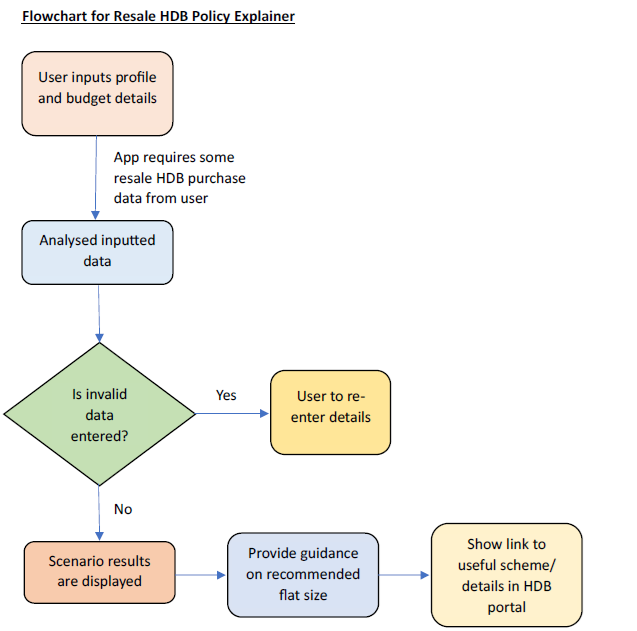 Flowchart for Resale HDB Policy Explainer
User inputs profile
and budget details
App requires some
resale HDB purchase
data from user
Analysed inputted
data
Is invalid
data
entered?
Yes
User to re-
enter details
No
Scenario results
are displayed
Provide guidance
on recommended
flat size
Show link to
useful scheme/
details in HDB
portal